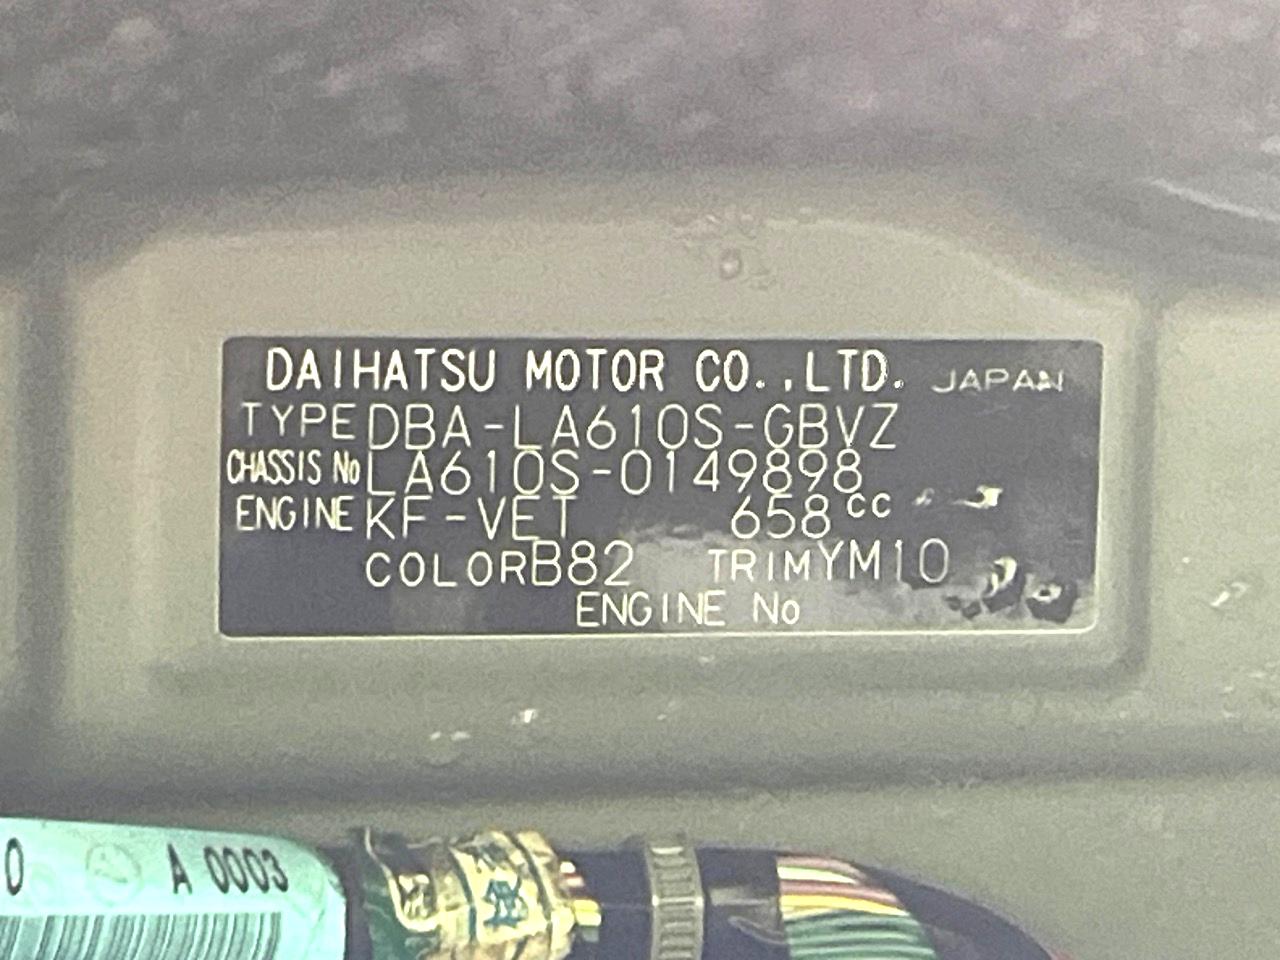 DAIHATSU MOTOR CO.,LTD. JAPAN
TYPE DBA-LA610S-GBVZ
CHASSIS No LA610S-0149898
ENGINE KF-VET 658cc
COLOR B82 TRIM YM10
ENGINE No
0 A 0003